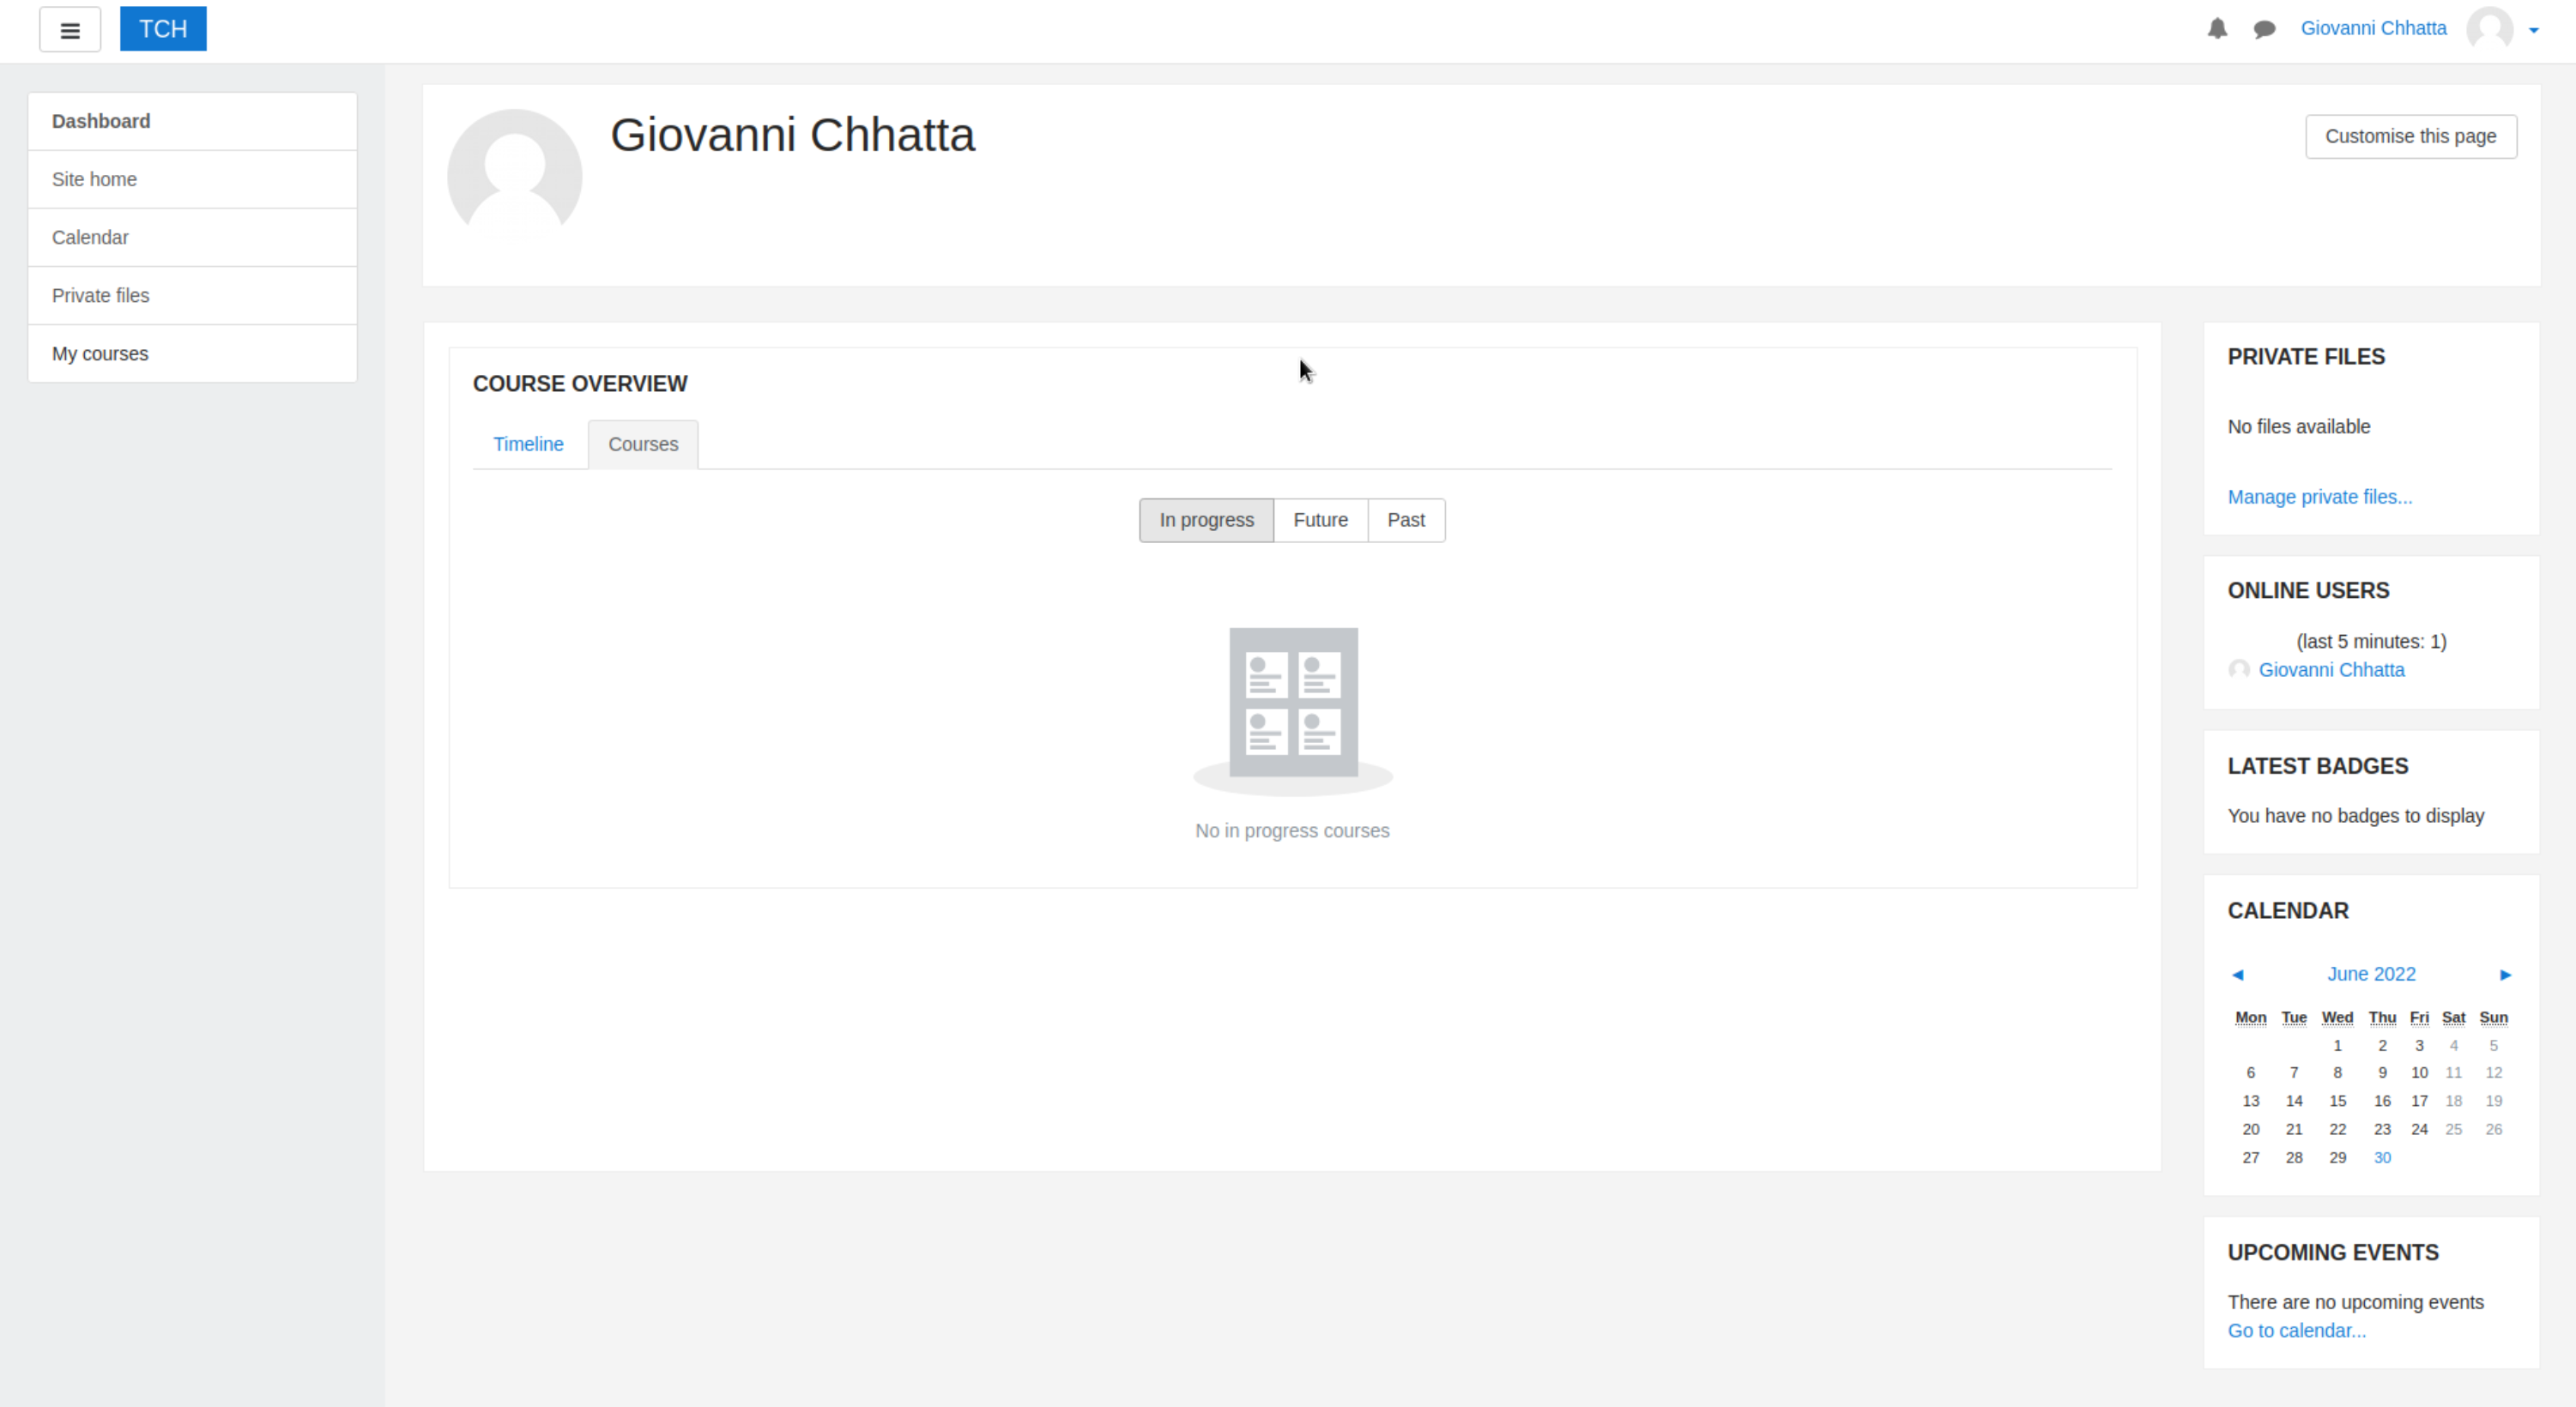 TCH
Giovanni Chhatta
Dashboard
Site home
Calendar
Private files
My courses
Giovanni Chhatta
Customise this page
COURSE OVERVIEW
Timeline Courses
In progress Future Past
No in progress courses
PRIVATE FILES
No files available
Manage private files...
ONLINE USERS
(last 5 minutes: 1)
Giovanni Chhatta
LATEST BADGES
You have no badges to display
CALENDAR
◄ June 2022 ►
Mon Tue Wed Thu Fri Sat Sun
1 2 3 4 5
6 7 8 9 10 11 12
13 14 15 16 17 18 19
20 21 22 23 24 25 26
27 28 29 30
UPCOMING EVENTS
There are no upcoming events
Go to calendar...